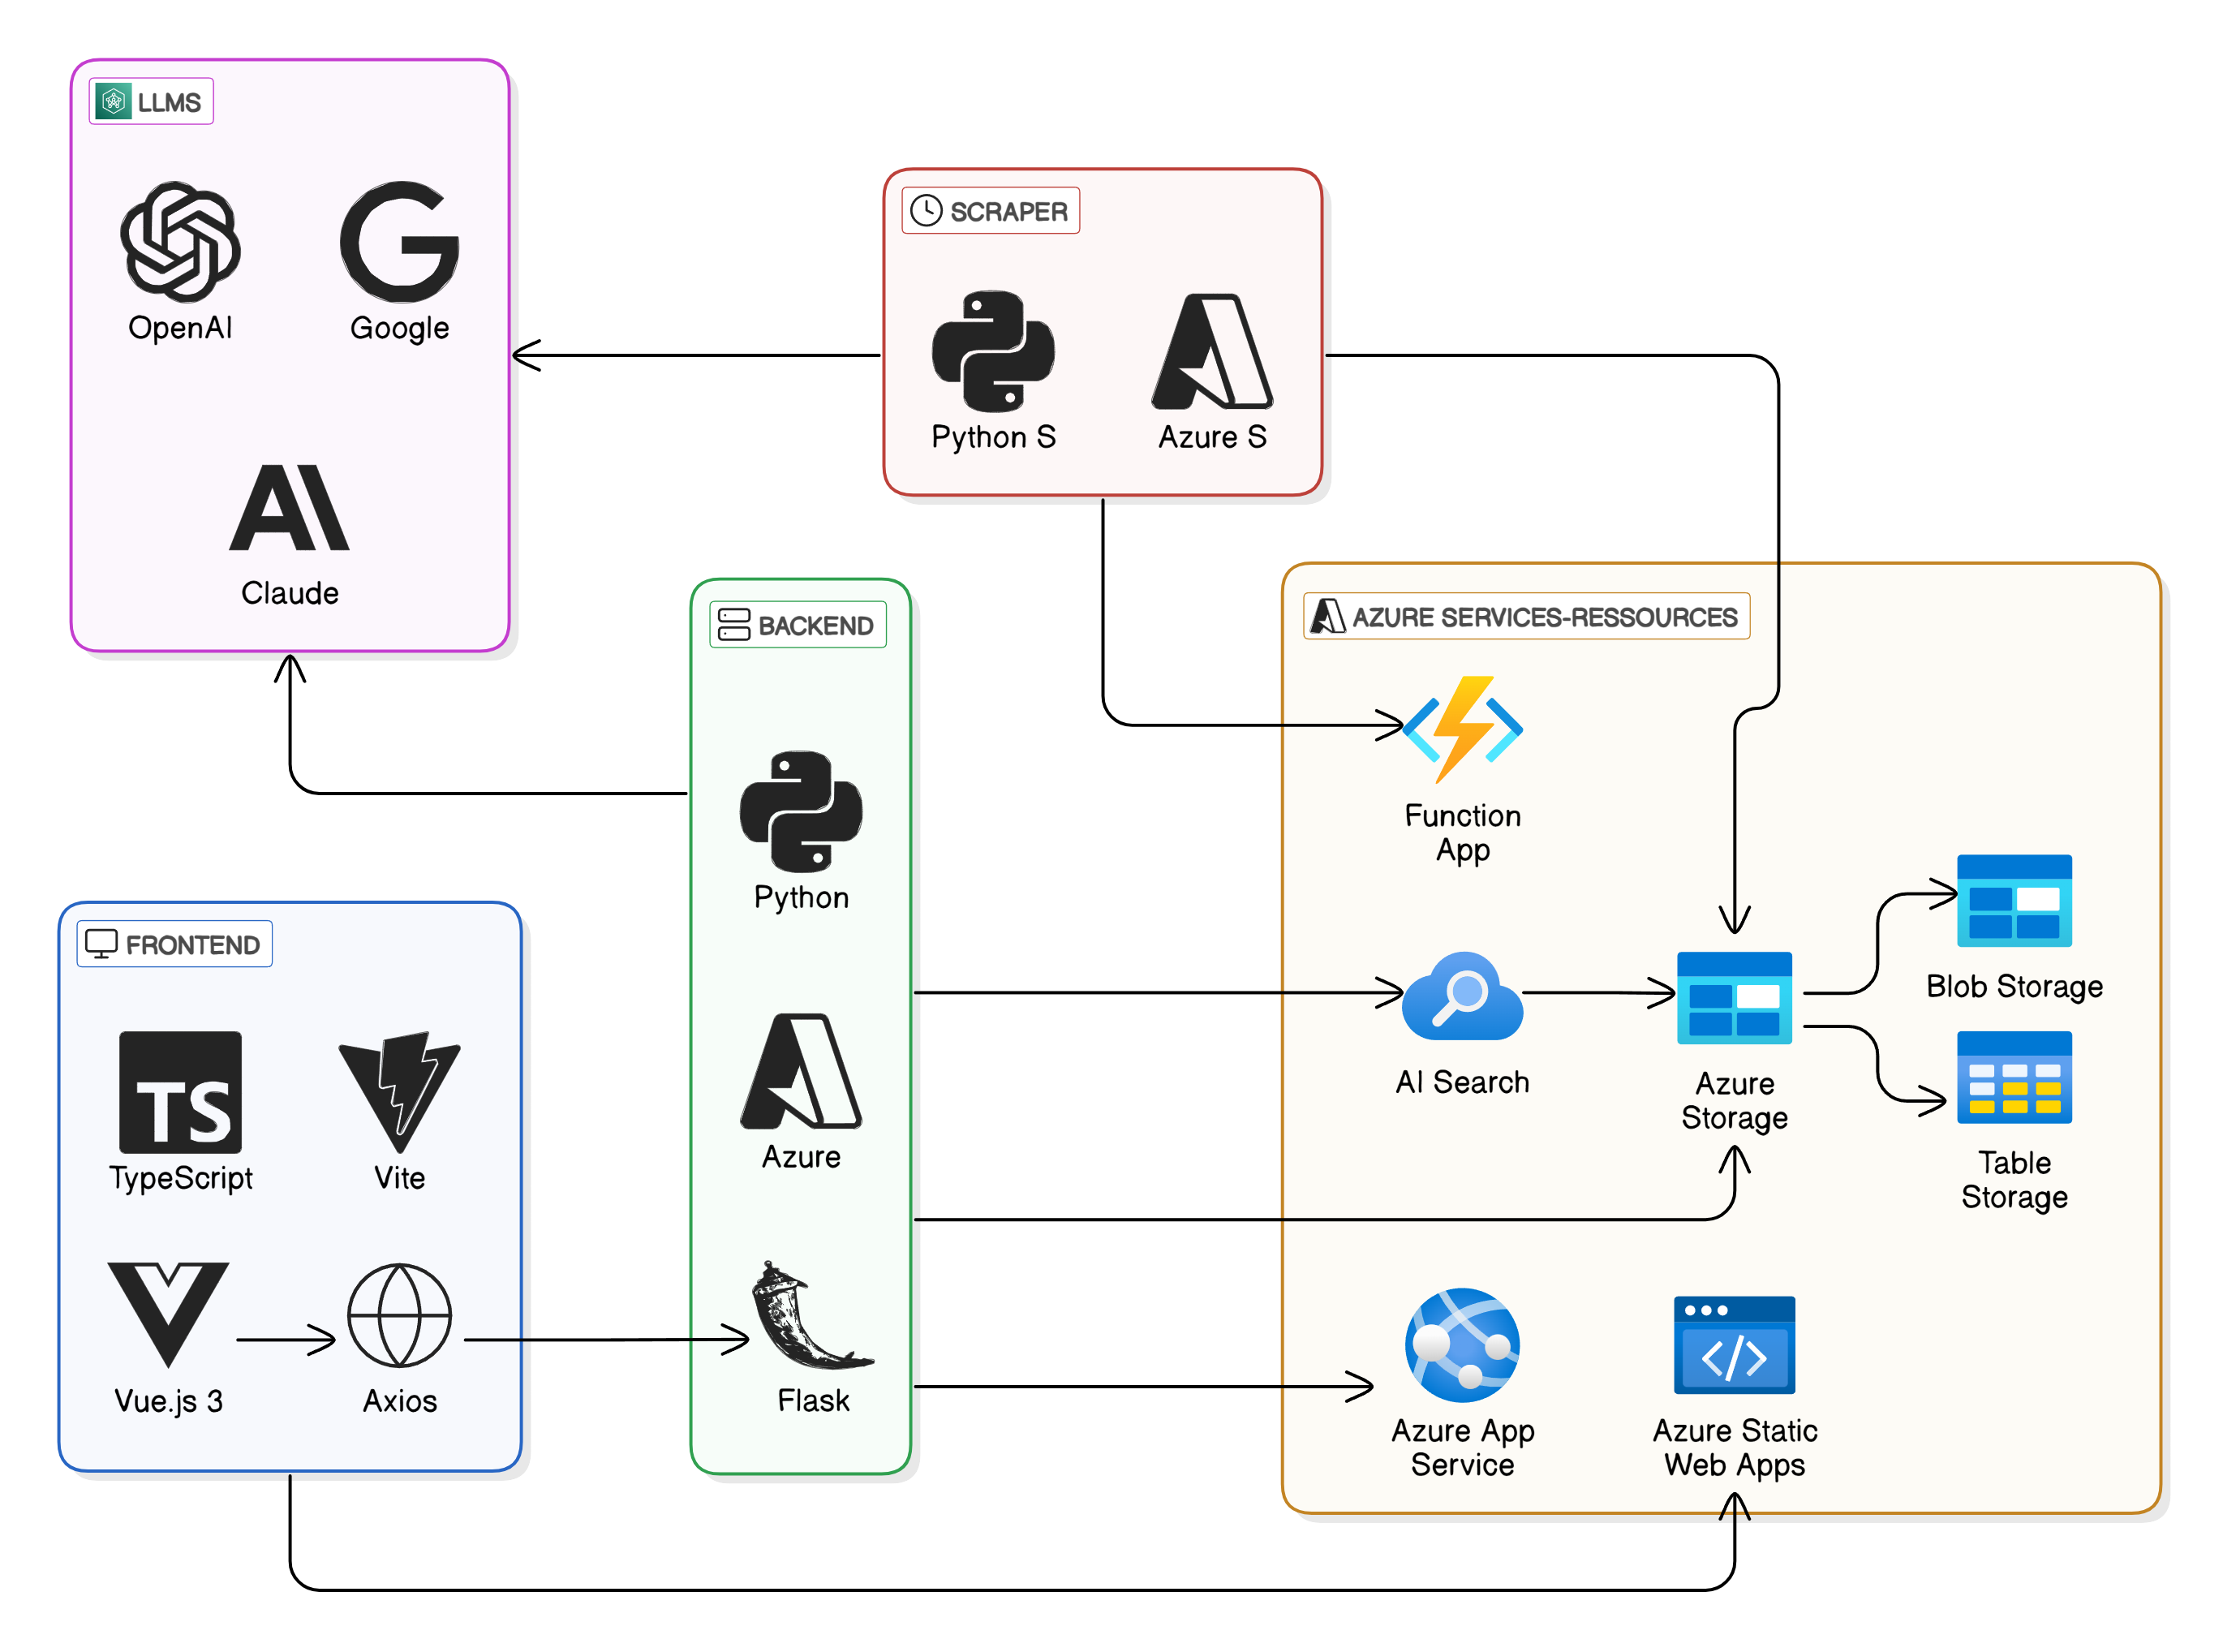 LLMS
OpenAI
Google
Claude
SCRAPER
Python S
Azure S
BACKEND
Python
Azure
Flask
FRONTEND
TS
TypeScript
Vite
Vue.js 3
Axios
AZURE SERVICES-RESSOURCES
Function
App
AI Search
Azure
Storage
Blob Storage
Table
Storage
Azure App
Service
Azure Static
Web Apps